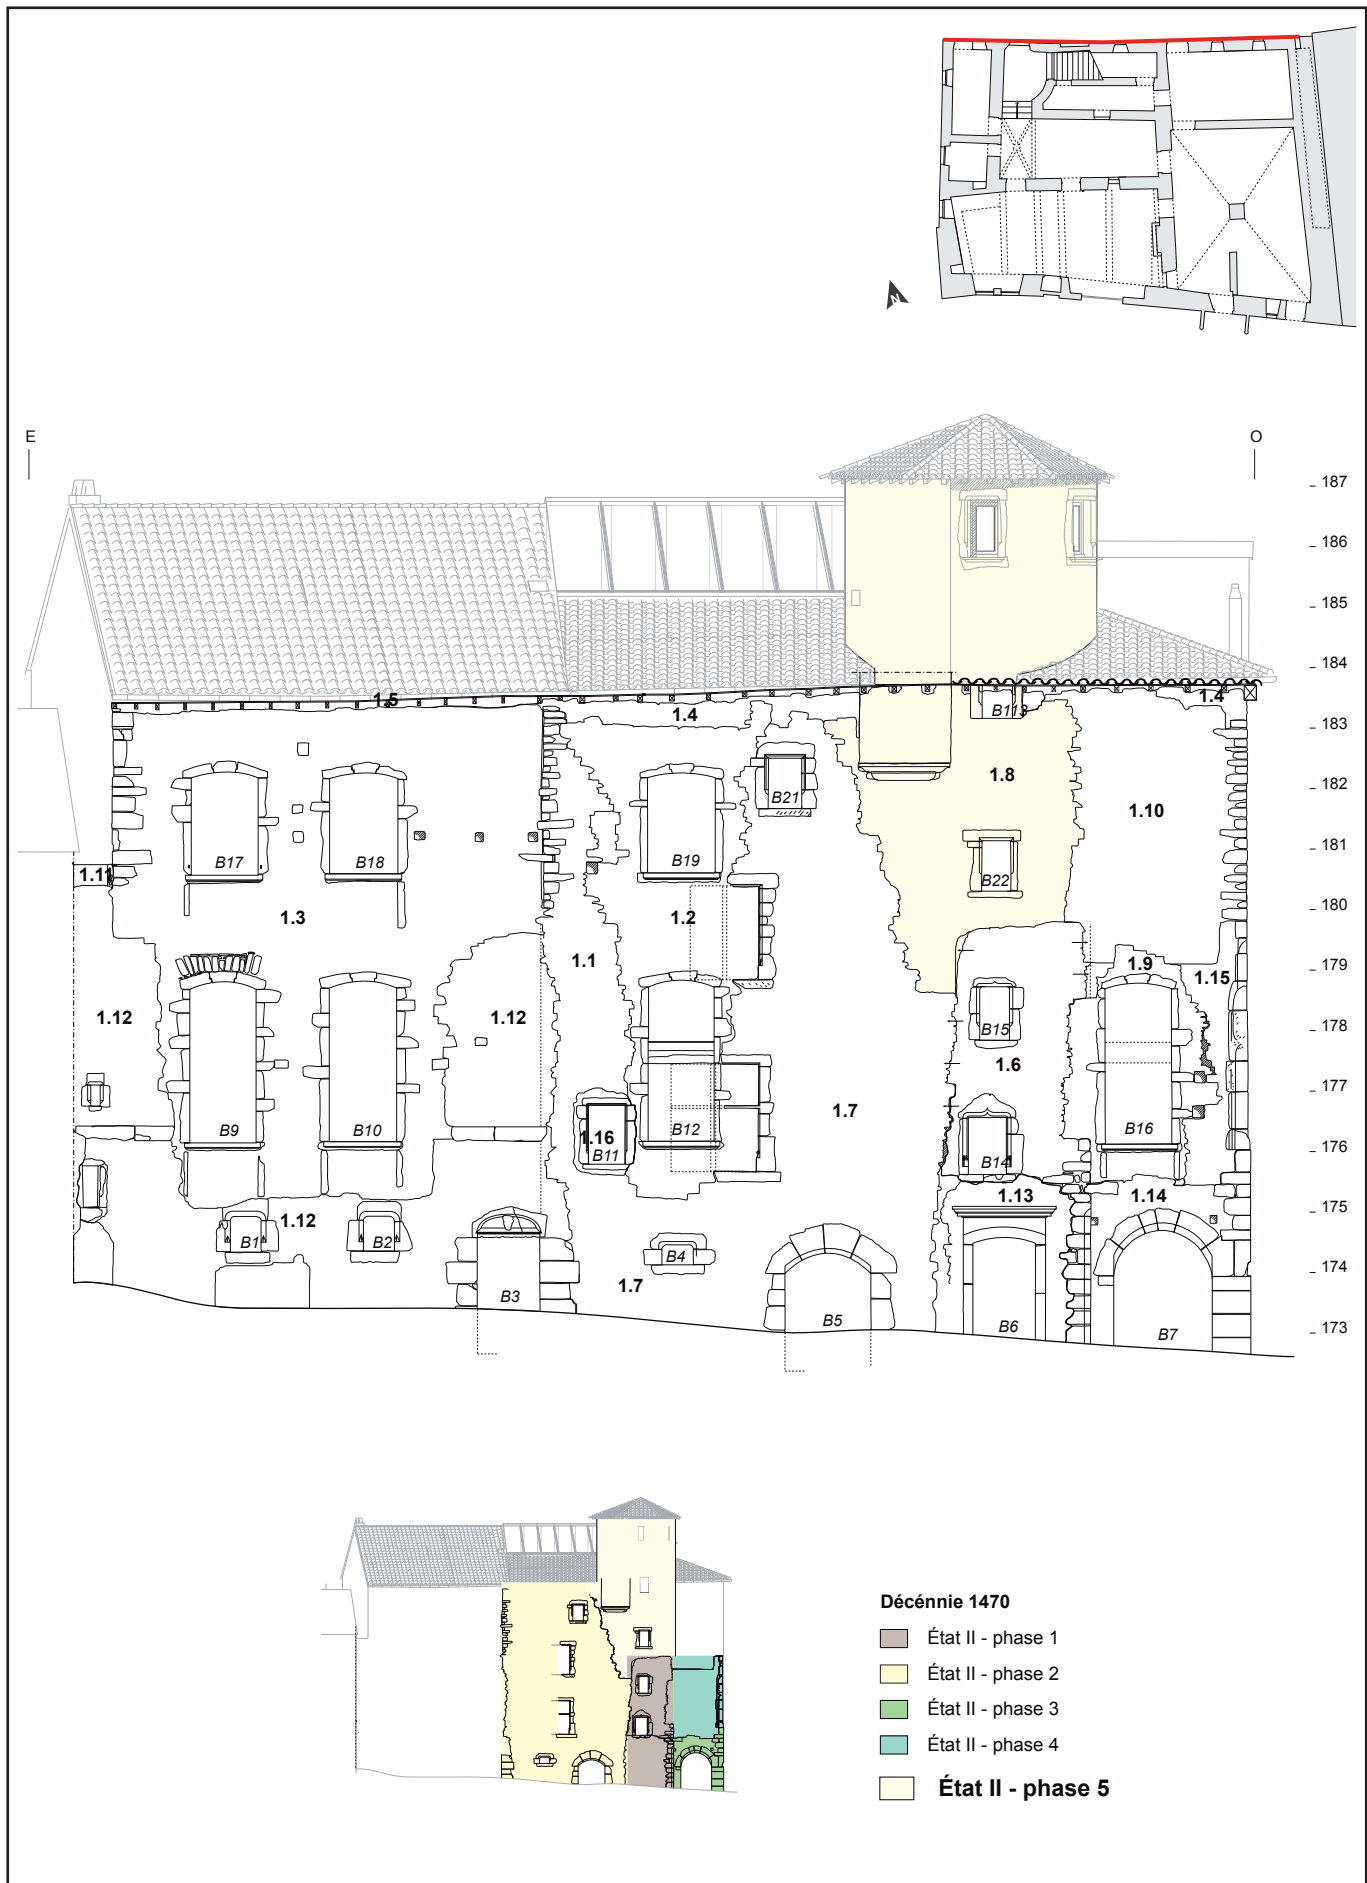 N
E
O
187
186
185
184
183
182
181
180
179
178
177
176
175
174
173
1.5
1.4
1.4
B113
1.8
B21
1.10
B17
B18
B19
B22
1.11
1.3
1.2
1.1
1.9
1.15
1.12
1.12
B15
1.6
1.7
1.16
B9
B10
B11
B12
B14
B16
1.12
1.13
1.14
B1
B2
B3
B4
1.7
B5
B6
B7
Décénnie 1470
État II - phase 1
État II - phase 2
État II - phase 3
État II - phase 4
État II - phase 5